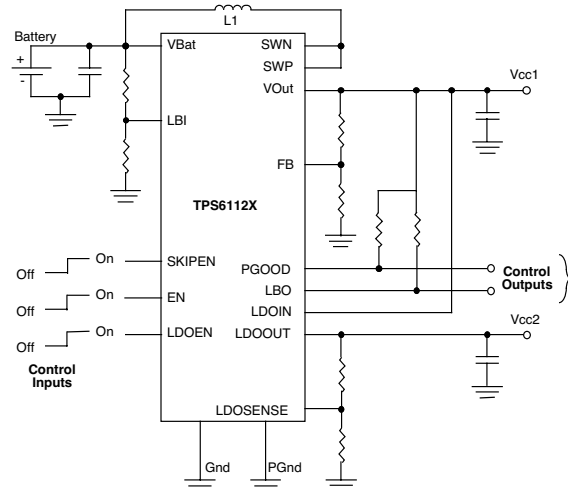 L1
Battery
+
-
VBat
SWN
SWP
VOut
Vcc1
LBI
FB
TPS6112X
Off
On
SKIPEN
PGOOD
Control
Outputs
Off
On
EN
LBO
LDOIN
Off
On
LDOEN
LDOOUT
Vcc2
Control
Inputs
LDOSENSE
Gnd
PGnd